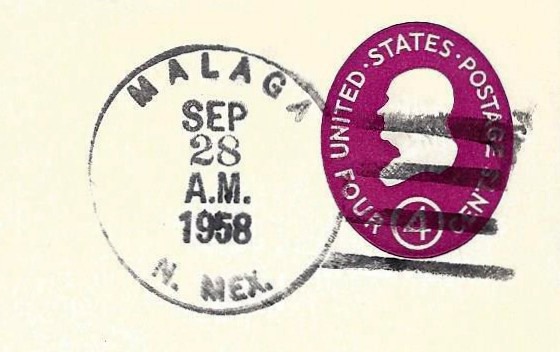 MALAGA
SEP
28
A.M.
1958
N. MEX.
UNITED·STATES·POSTAGE
FOUR 4 CENTS